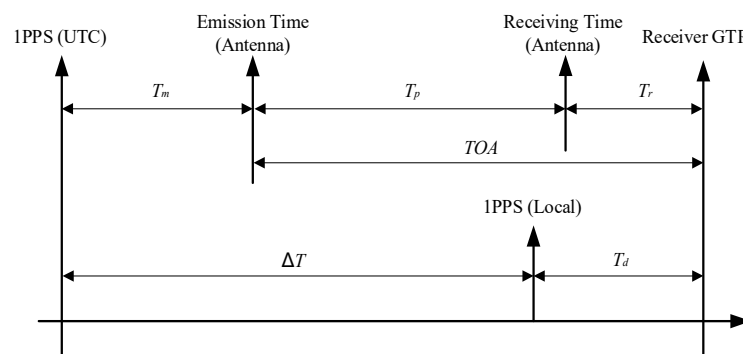 Emission Time
(Antenna)
Receiving Time
(Antenna)
1PPS (UTC)
Receiver GTP
Tm
Tp
Tr
TOA
1PPS (Local)
ΔT
Td